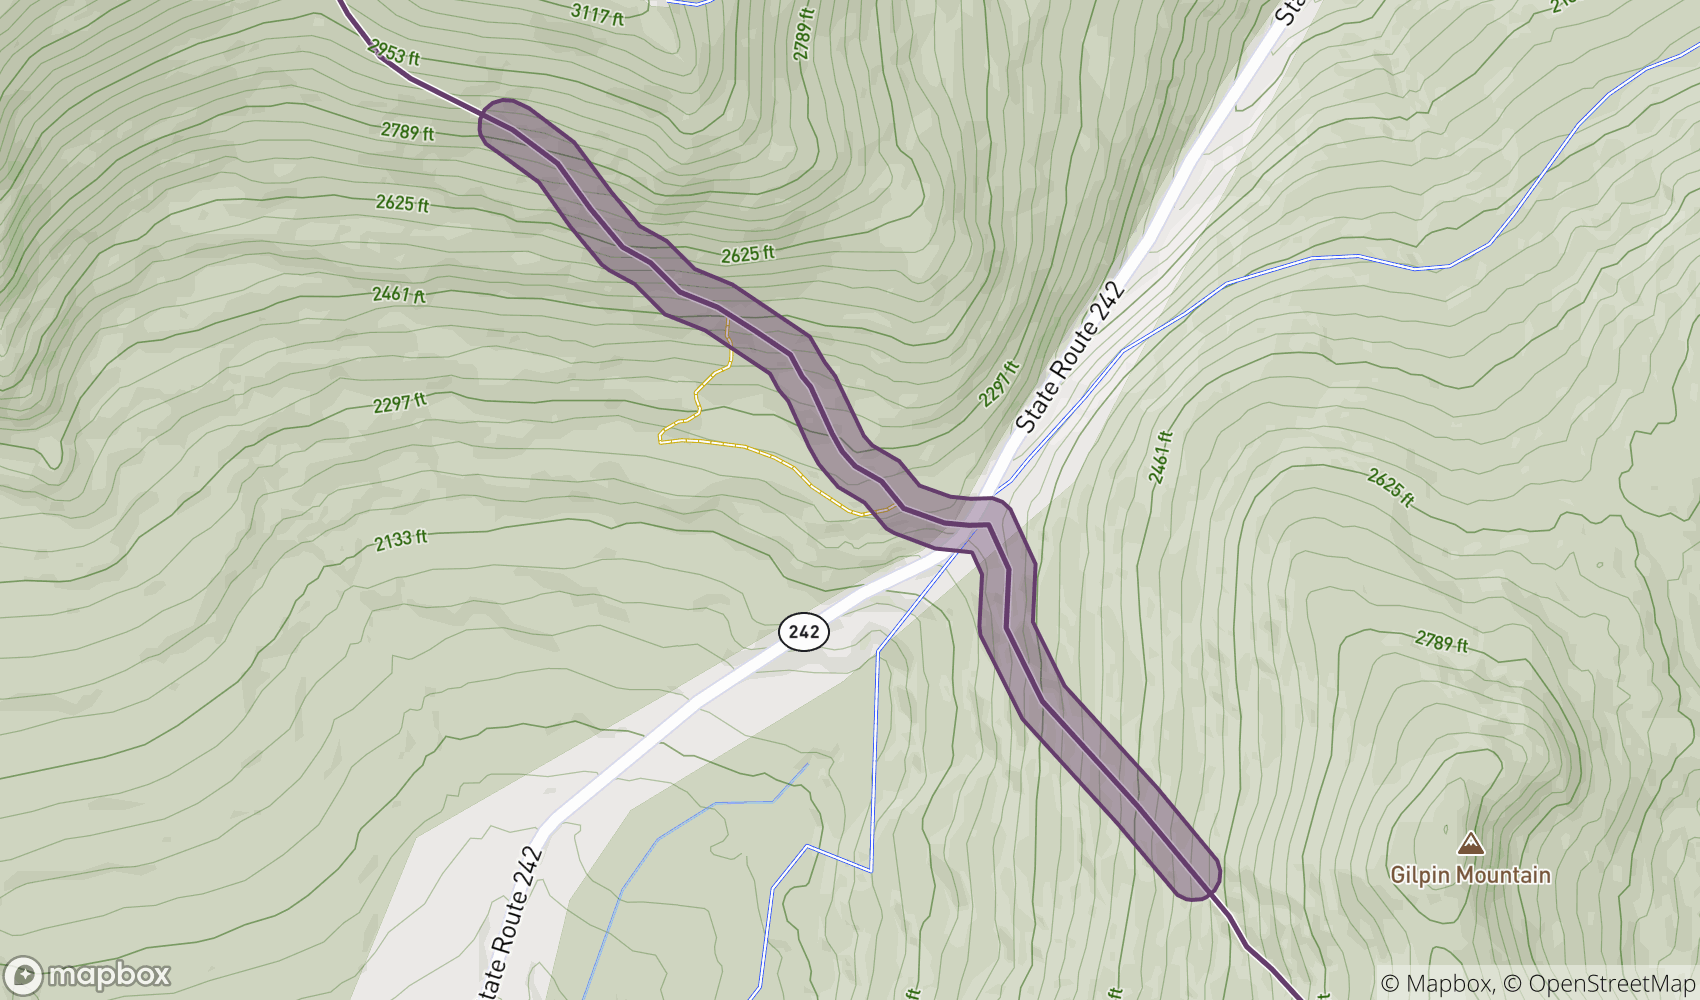 3117 ft
2789 ft
2953 ft
2789 ft
2625 ft
2625 ft
2461 ft
State Route 242
2297 ft
2297 ft
2461 ft
2625 ft
2133 ft
242
2789 ft
Gilpin Mountain
State Route 242
mapbox
© Mapbox, © OpenStreetMap